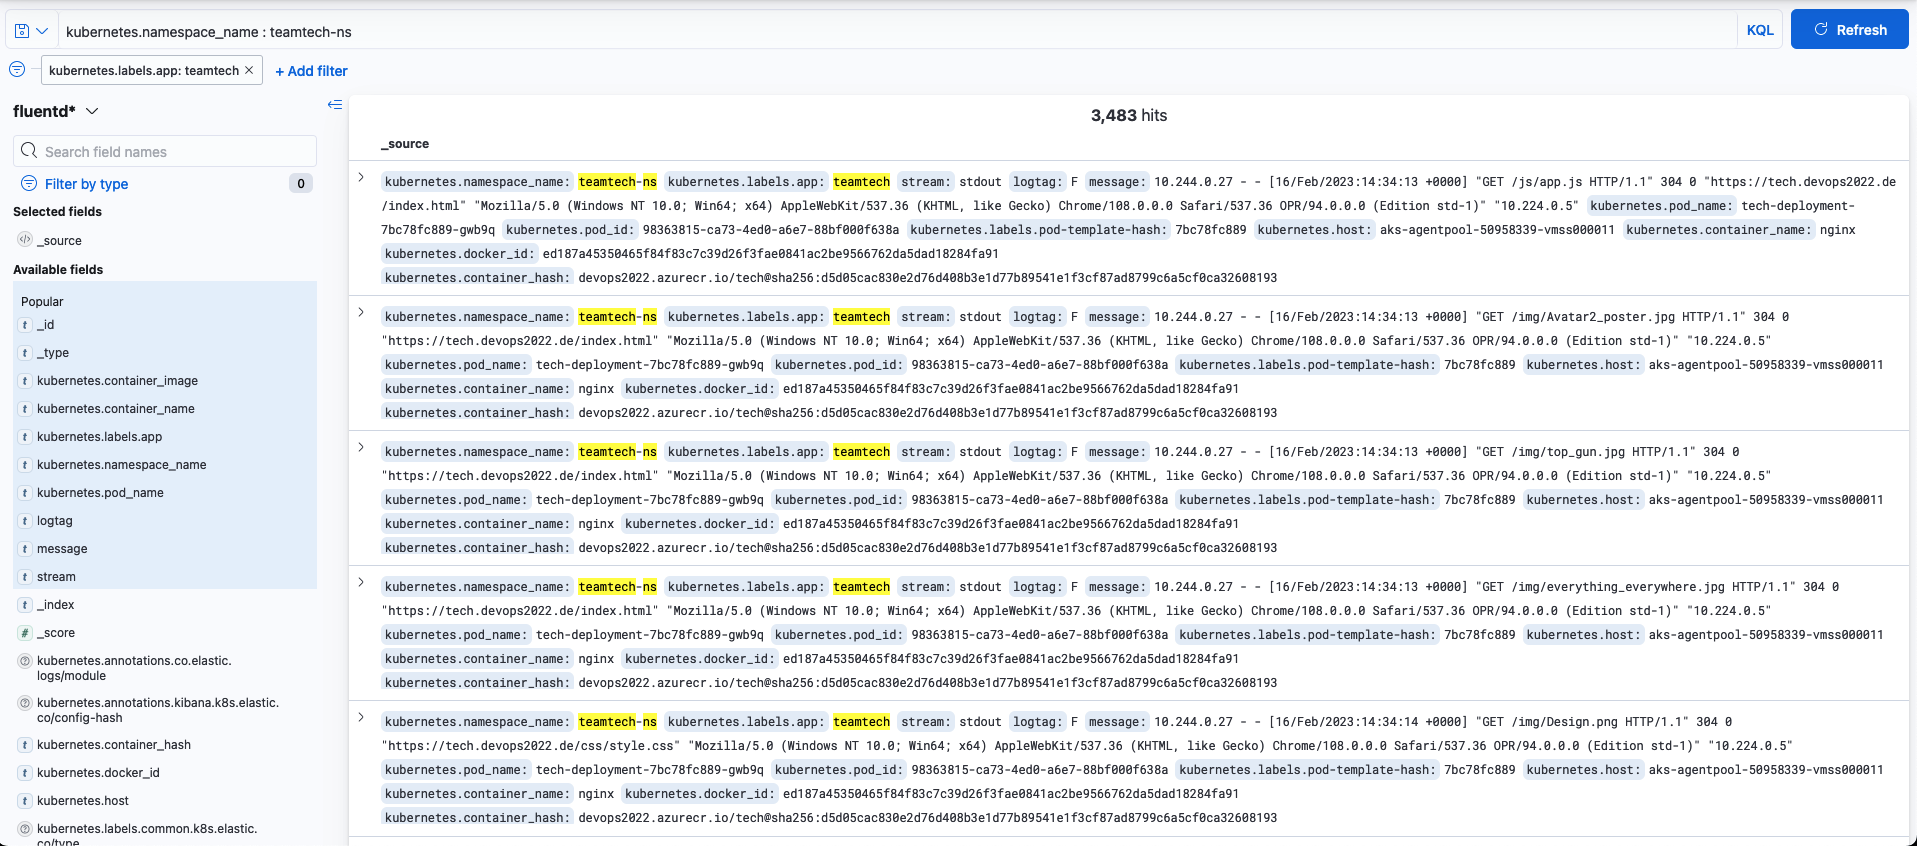 kubernetes.namespace_name : teamtech-ns
KQL
Refresh
kubernetes.labels.app: teamtech ×
+ Add filter
fluentd*
Search field names
Filter by type
0
Selected fields
_source
Available fields
Popular
t _id
t _type
t kubernetes.container_image
t kubernetes.container_name
t kubernetes.labels.app
t kubernetes.namespace_name
t kubernetes.pod_name
t logtag
t message
t stream
t _index
# _score
kubernetes.annotations.co.elastic.
logs/module
kubernetes.annotations.kibana.k8s.elastic.
co/config-hash
t kubernetes.container_hash
t kubernetes.docker_id
t kubernetes.host
kubernetes.labels.common.k8s.elastic.
co/type
3,483 hits
_source
kubernetes.namespace_name: teamtech-ns kubernetes.labels.app: teamtech stream: stdout logtag: F message: 10.244.0.27 - - [16/Feb/2023:14:34:13 +0000] "GET /js/app.js HTTP/1.1" 304 0 "https://tech.devops2022.de
/index.html" "Mozilla/5.0 (Windows NT 10.0; Win64; x64) AppleWebKit/537.36 (KHTML, like Gecko) Chrome/108.0.0.0 Safari/537.36 OPR/94.0.0.0 (Edition std-1)" "10.224.0.5" kubernetes.pod_name: tech-deployment-
7bc78fc889-gwb9q kubernetes.pod_id: 98363815-ca73-4ed0-a6e7-88bf000f638a kubernetes.labels.pod-template-hash: 7bc78fc889 kubernetes.host: aks-agentpool-50958339-vmss000011 kubernetes.container_name: nginx
kubernetes.docker_id: ed187a45350465f84f83c7c39d26f3fae0841ac2be9566762da5dad18284fa91
kubernetes.container_hash: devops2022.azurecr.io/tech@sha256:d5d05cac830e2d76d408b3e1d77b89541e1f3cf87ad8799c6a5cf0ca32608193
kubernetes.namespace_name: teamtech-ns kubernetes.labels.app: teamtech stream: stdout logtag: F message: 10.244.0.27 - - [16/Feb/2023:14:34:13 +0000] "GET /img/Avatar2_poster.jpg HTTP/1.1" 304 0
"https://tech.devops2022.de/index.html" "Mozilla/5.0 (Windows NT 10.0; Win64; x64) AppleWebKit/537.36 (KHTML, like Gecko) Chrome/108.0.0.0 Safari/537.36 OPR/94.0.0.0 (Edition std-1)" "10.224.0.5"
kubernetes.pod_name: tech-deployment-7bc78fc889-gwb9q kubernetes.pod_id: 98363815-ca73-4ed0-a6e7-88bf000f638a kubernetes.labels.pod-template-hash: 7bc78fc889 kubernetes.host: aks-agentpool-50958339-vmss000011
kubernetes.container_name: nginx kubernetes.docker_id: ed187a45350465f84f83c7c39d26f3fae0841ac2be9566762da5dad18284fa91
kubernetes.container_hash: devops2022.azurecr.io/tech@sha256:d5d05cac830e2d76d408b3e1d77b89541e1f3cf87ad8799c6a5cf0ca32608193
kubernetes.namespace_name: teamtech-ns kubernetes.labels.app: teamtech stream: stdout logtag: F message: 10.244.0.27 - - [16/Feb/2023:14:34:13 +0000] "GET /img/top_gun.jpg HTTP/1.1" 304 0
"https://tech.devops2022.de/index.html" "Mozilla/5.0 (Windows NT 10.0; Win64; x64) AppleWebKit/537.36 (KHTML, like Gecko) Chrome/108.0.0.0 Safari/537.36 OPR/94.0.0.0 (Edition std-1)" "10.224.0.5"
kubernetes.pod_name: tech-deployment-7bc78fc889-gwb9q kubernetes.pod_id: 98363815-ca73-4ed0-a6e7-88bf000f638a kubernetes.labels.pod-template-hash: 7bc78fc889 kubernetes.host: aks-agentpool-50958339-vmss000011
kubernetes.container_name: nginx kubernetes.docker_id: ed187a45350465f84f83c7c39d26f3fae0841ac2be9566762da5dad18284fa91
kubernetes.container_hash: devops2022.azurecr.io/tech@sha256:d5d05cac830e2d76d408b3e1d77b89541e1f3cf87ad8799c6a5cf0ca32608193
kubernetes.namespace_name: teamtech-ns kubernetes.labels.app: teamtech stream: stdout logtag: F message: 10.244.0.27 - - [16/Feb/2023:14:34:13 +0000] "GET /img/everything_everywhere.jpg HTTP/1.1" 304 0
"https://tech.devops2022.de/index.html" "Mozilla/5.0 (Windows NT 10.0; Win64; x64) AppleWebKit/537.36 (KHTML, like Gecko) Chrome/108.0.0.0 Safari/537.36 OPR/94.0.0.0 (Edition std-1)" "10.224.0.5"
kubernetes.pod_name: tech-deployment-7bc78fc889-gwb9q kubernetes.pod_id: 98363815-ca73-4ed0-a6e7-88bf000f638a kubernetes.labels.pod-template-hash: 7bc78fc889 kubernetes.host: aks-agentpool-50958339-vmss000011
kubernetes.container_name: nginx kubernetes.docker_id: ed187a45350465f84f83c7c39d26f3fae0841ac2be9566762da5dad18284fa91
kubernetes.container_hash: devops2022.azurecr.io/tech@sha256:d5d05cac830e2d76d408b3e1d77b89541e1f3cf87ad8799c6a5cf0ca32608193
kubernetes.namespace_name: teamtech-ns kubernetes.labels.app: teamtech stream: stdout logtag: F message: 10.244.0.27 - - [16/Feb/2023:14:34:14 +0000] "GET /img/Design.png HTTP/1.1" 304 0
"https://tech.devops2022.de/css/style.css" "Mozilla/5.0 (Windows NT 10.0; Win64; x64) AppleWebKit/537.36 (KHTML, like Gecko) Chrome/108.0.0.0 Safari/537.36 OPR/94.0.0.0 (Edition std-1)" "10.224.0.5"
kubernetes.pod_name: tech-deployment-7bc78fc889-gwb9q kubernetes.pod_id: 98363815-ca73-4ed0-a6e7-88bf000f638a kubernetes.labels.pod-template-hash: 7bc78fc889 kubernetes.host: aks-agentpool-50958339-vmss000011
kubernetes.container_name: nginx kubernetes.docker_id: ed187a45350465f84f83c7c39d26f3fae0841ac2be9566762da5dad18284fa91
kubernetes.container_hash: devops2022.azurecr.io/tech@sha256:d5d05cac830e2d76d408b3e1d77b89541e1f3cf87ad8799c6a5cf0ca32608193